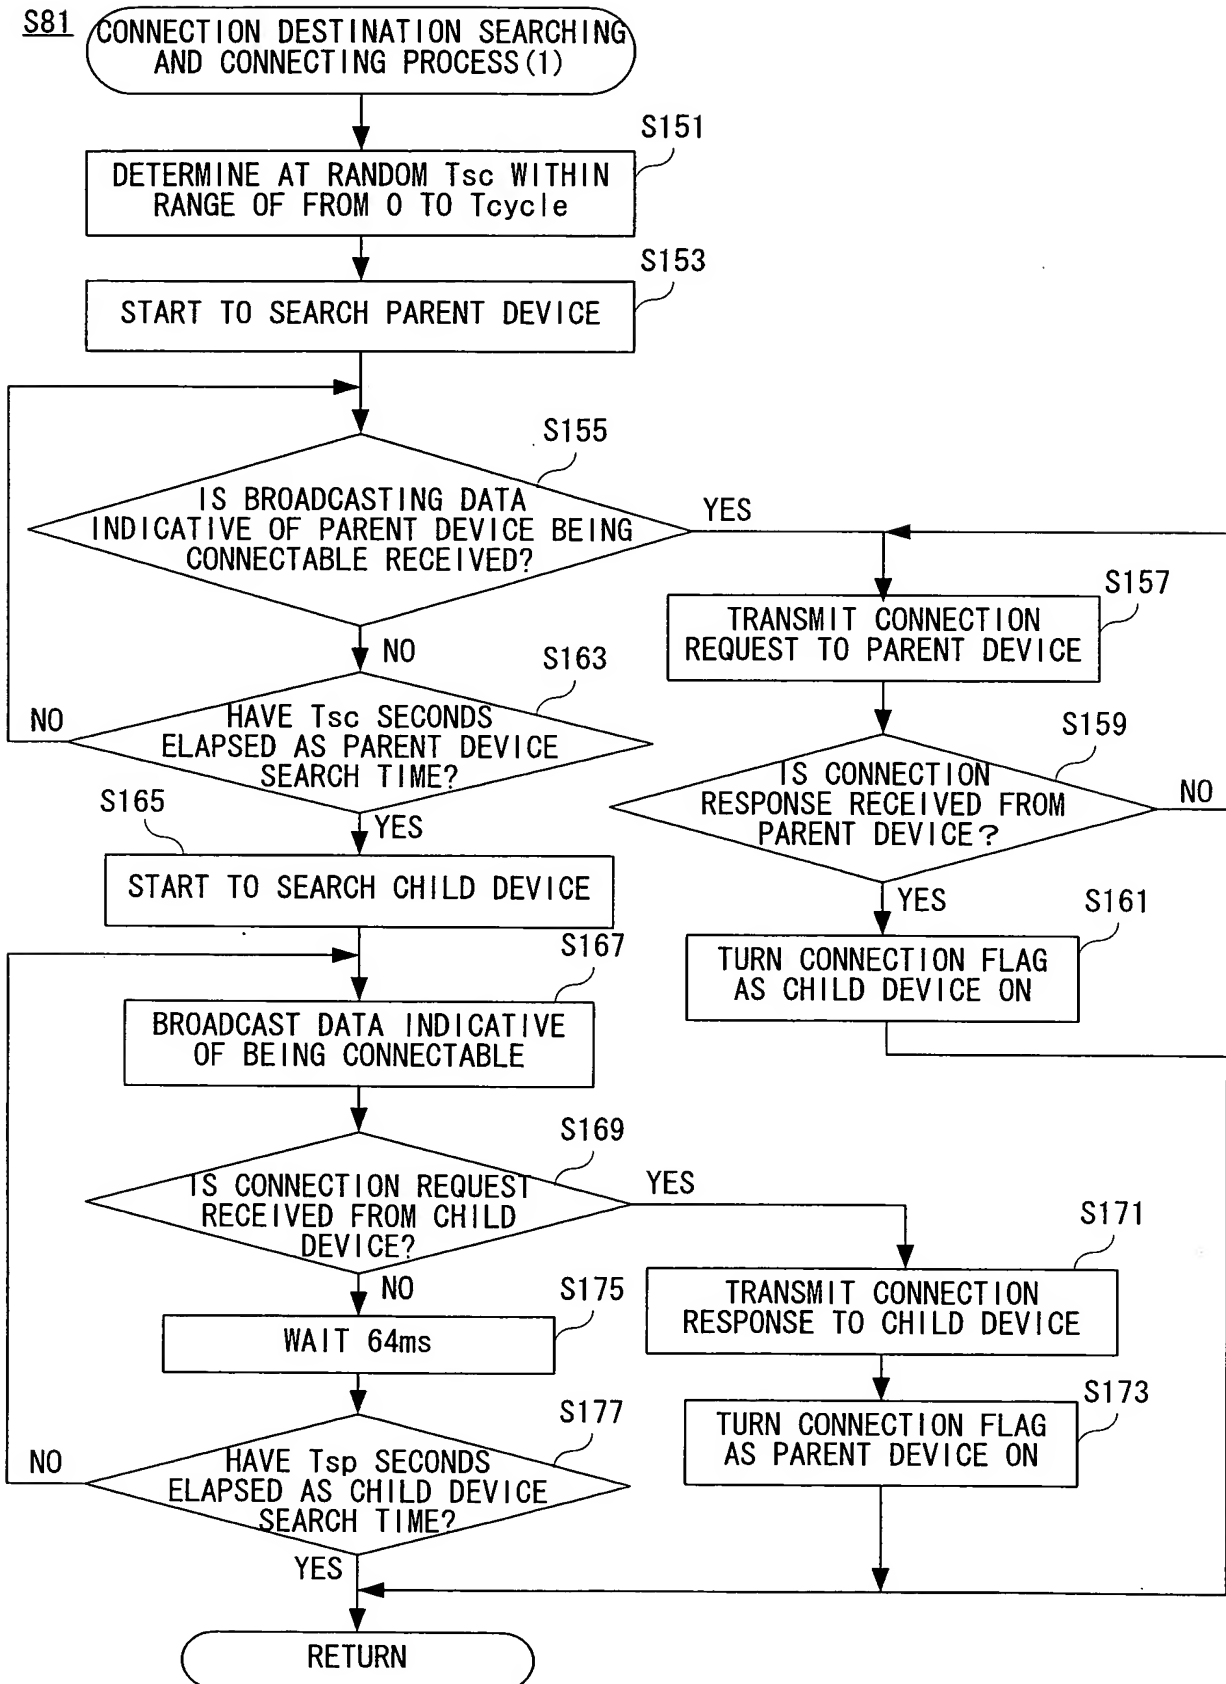 S81
CONNECTION DESTINATION SEARCHING
AND CONNECTING PROCESS(1)
S151
DETERMINE AT RANDOM Tsc WITHIN
RANGE OF FROM 0 TO Tcycle
S153
START TO SEARCH PARENT DEVICE
S155
IS BROADCASTING DATA
INDICATIVE OF PARENT DEVICE BEING
CONNECTABLE RECEIVED?
YES
NO
S157
TRANSMIT CONNECTION
REQUEST TO PARENT DEVICE
S163
HAVE Tsc SECONDS
ELAPSED AS PARENT DEVICE
SEARCH TIME?
NO
YES
S159
IS CONNECTION
RESPONSE RECEIVED FROM
PARENT DEVICE?
NO
YES
S165
START TO SEARCH CHILD DEVICE
S161
TURN CONNECTION FLAG
AS CHILD DEVICE ON
S167
BROADCAST DATA INDICATIVE
OF BEING CONNECTABLE
S169
IS CONNECTION REQUEST
RECEIVED FROM CHILD
DEVICE?
YES
NO
S171
TRANSMIT CONNECTION
RESPONSE TO CHILD DEVICE
S175
WAIT 64ms
S173
TURN CONNECTION FLAG
AS PARENT DEVICE ON
S177
HAVE Tsp SECONDS
ELAPSED AS CHILD DEVICE
SEARCH TIME?
NO
YES
RETURN